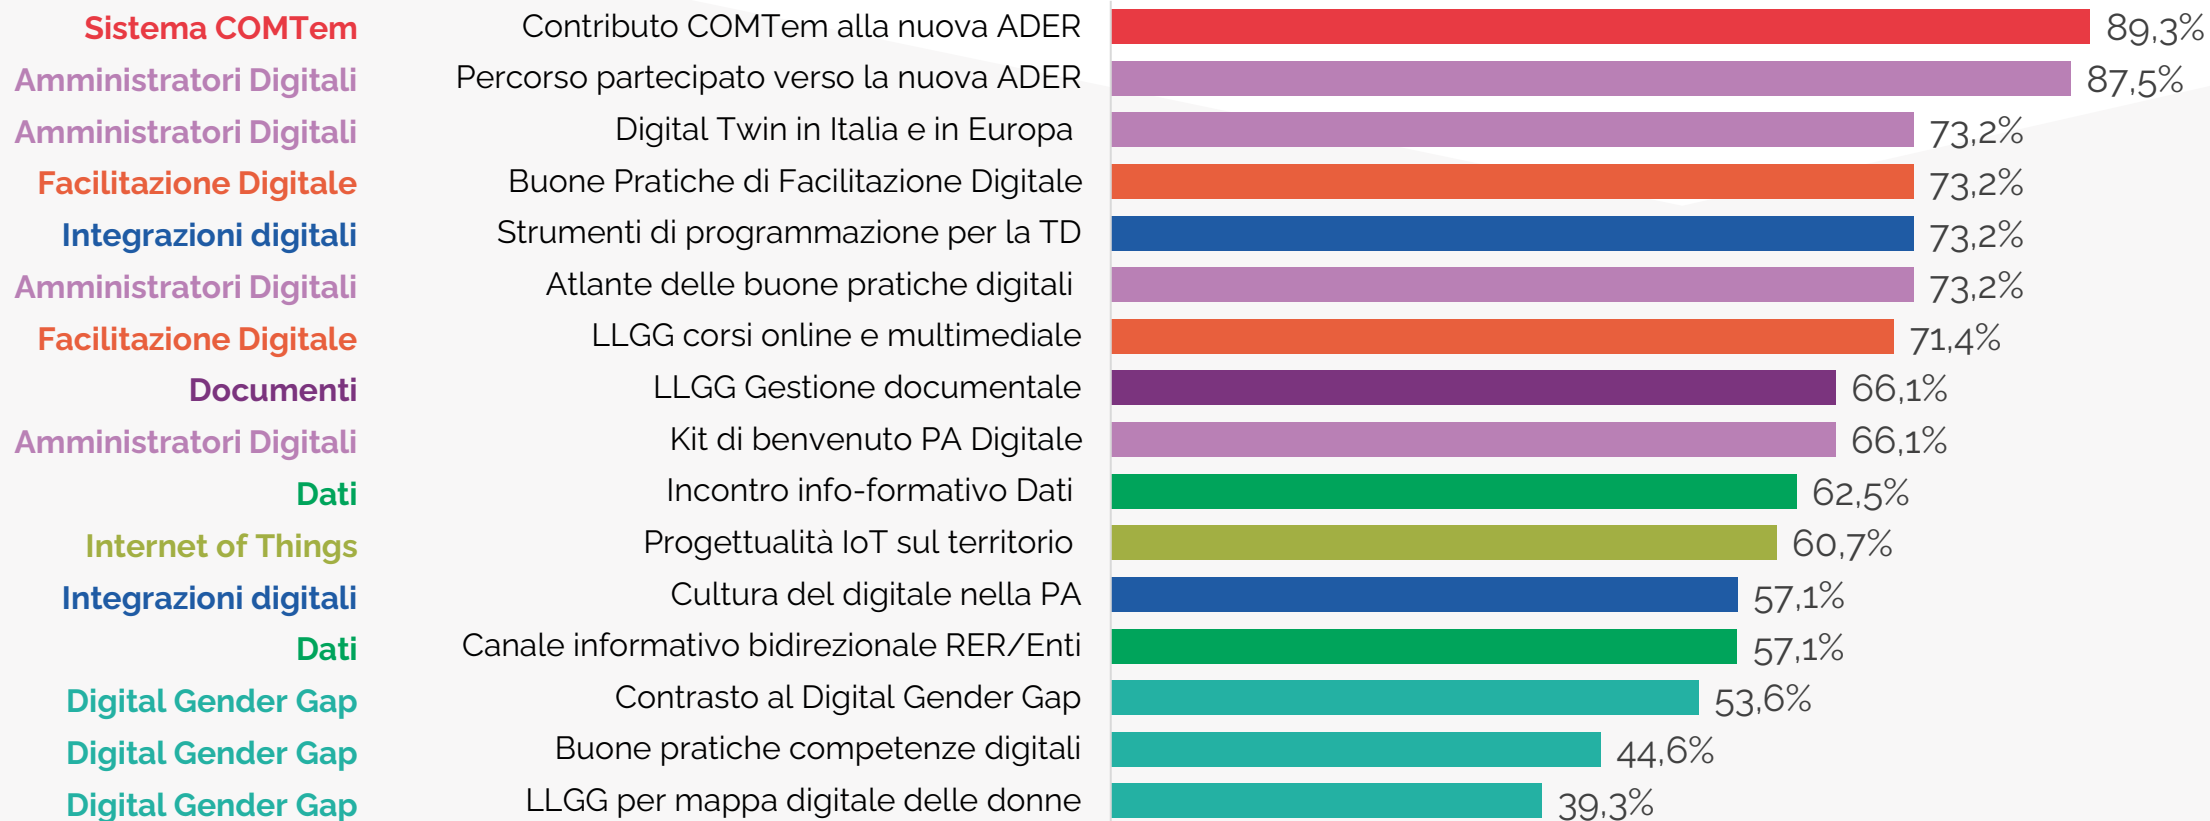 Sistema COMTem Contributo COMTem alla nuova ADER 89,3%
Amministratori Digitali Percorso partecipato verso la nuova ADER 87,5%
Amministratori Digitali Digital Twin in Italia e in Europa 73,2%
Facilitazione Digitale Buone Pratiche di Facilitazione Digitale 73,2%
Integrazioni digitali Strumenti di programmazione per la TD 73,2%
Amministratori Digitali Atlante delle buone pratiche digitali 73,2%
Facilitazione Digitale LLGG corsi online e multimediale 71,4%
Documenti LLGG Gestione documentale 66,1%
Amministratori Digitali Kit di benvenuto PA Digitale 66,1%
Dati Incontro info-formativo Dati 62,5%
Internet of Things Progettualità IoT sul territorio 60,7%
Integrazioni digitali Cultura del digitale nella PA 57,1%
Dati Canale informativo bidirezionale RER/Enti 57,1%
Digital Gender Gap Contrasto al Digital Gender Gap 53,6%
Digital Gender Gap Buone pratiche competenze digitali 44,6%
Digital Gender Gap LLGG per mappa digitale delle donne 39,3%